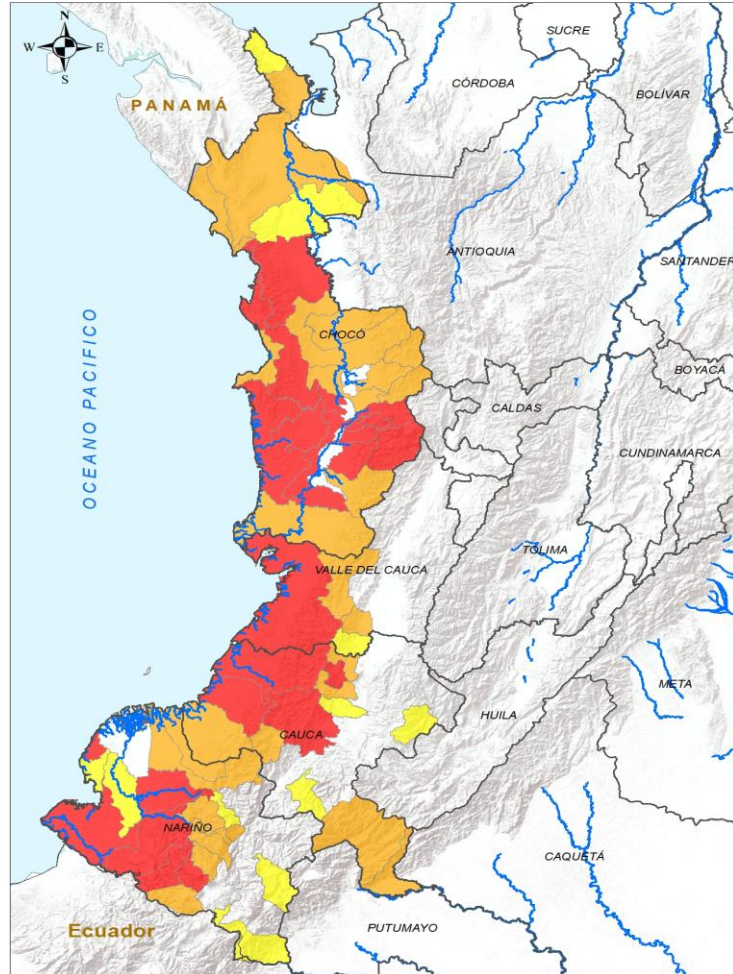 N
W E
S
PANAMÁ
SUCRE
CÓRDOBA
BOLÍVAR
ANTIOQUIA
SANTANDER
OCEANO PACIFICO
CHOCÓ
BOYACÁ
CALDAS
CUNDINAMARCA
TOLIMA
VALLE DEL CAUCA
META
HUILA
CAUCA
NARIÑO
CAQUETÁ
Ecuador
PUTUMAYO